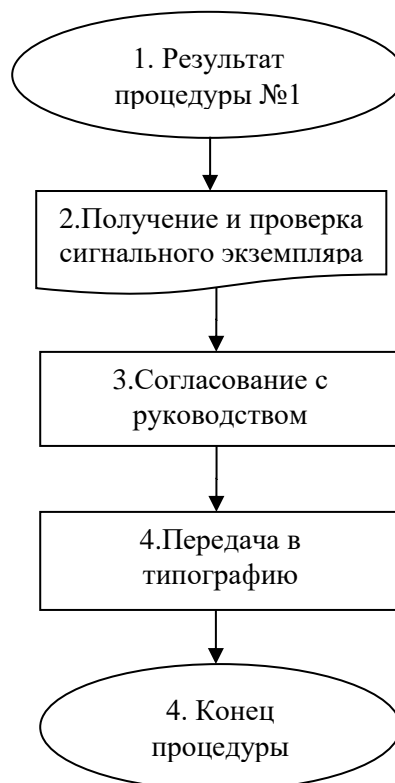 1. Результат
процедуры №1
2.Получение и проверка
сигнального экземпляра
3.Согласование с
руководством
4.Передача в
типографию
4. Конец
процедуры